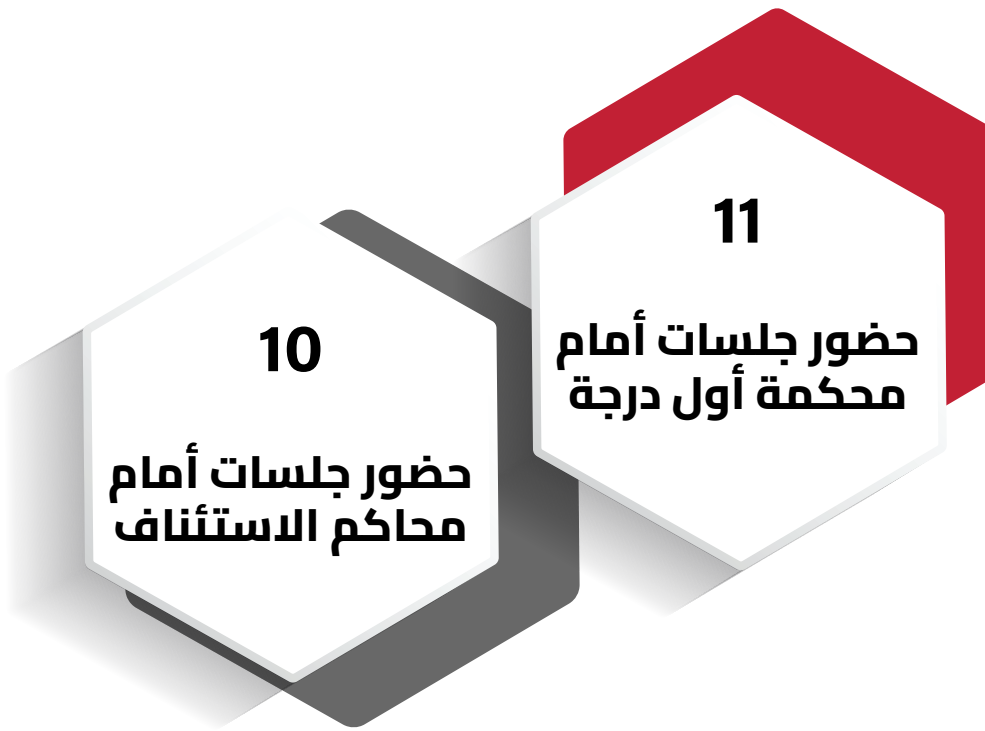 11
حضور جلسات أمام
محكمة أول درجة
10
حضور جلسات أمام
محاكم الاستئناف